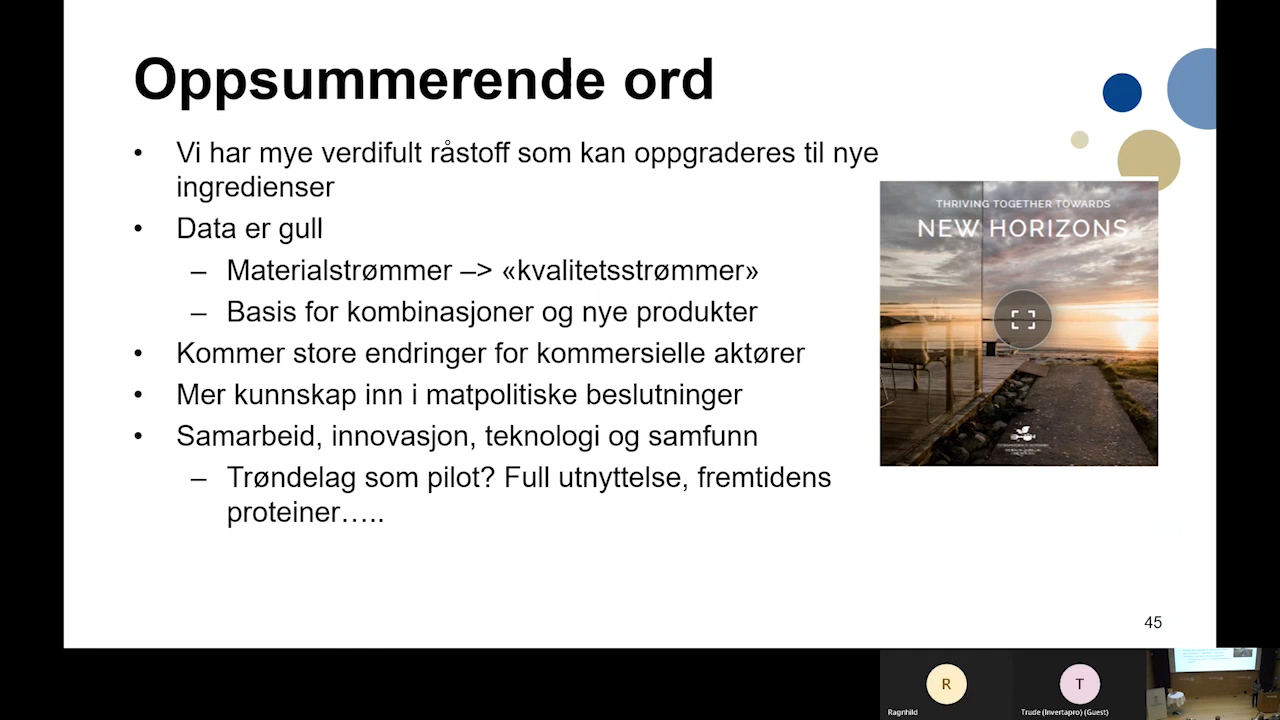 Oppsummerende ord
• Vi har mye verdifult råstoff som kan oppgraderes til nye
ingredienser
• Data er gull
– Materialstrømmer –> «kvalitetsstrømmer»
– Basis for kombinasjoner og nye produkter
• Kommer store endringer for kommersielle aktører
• Mer kunnskap inn i matpolitiske beslutninger
• Samarbeid, innovasjon, teknologi og samfunn
– Trøndelag som pilot? Full utnyttelse, fremtidens
proteiner…..
THRIVING TOGETHER TOWARDS
NEW HORIZONS
45
R
T
Ragnhild
Trude (Invertapro) (Guest)